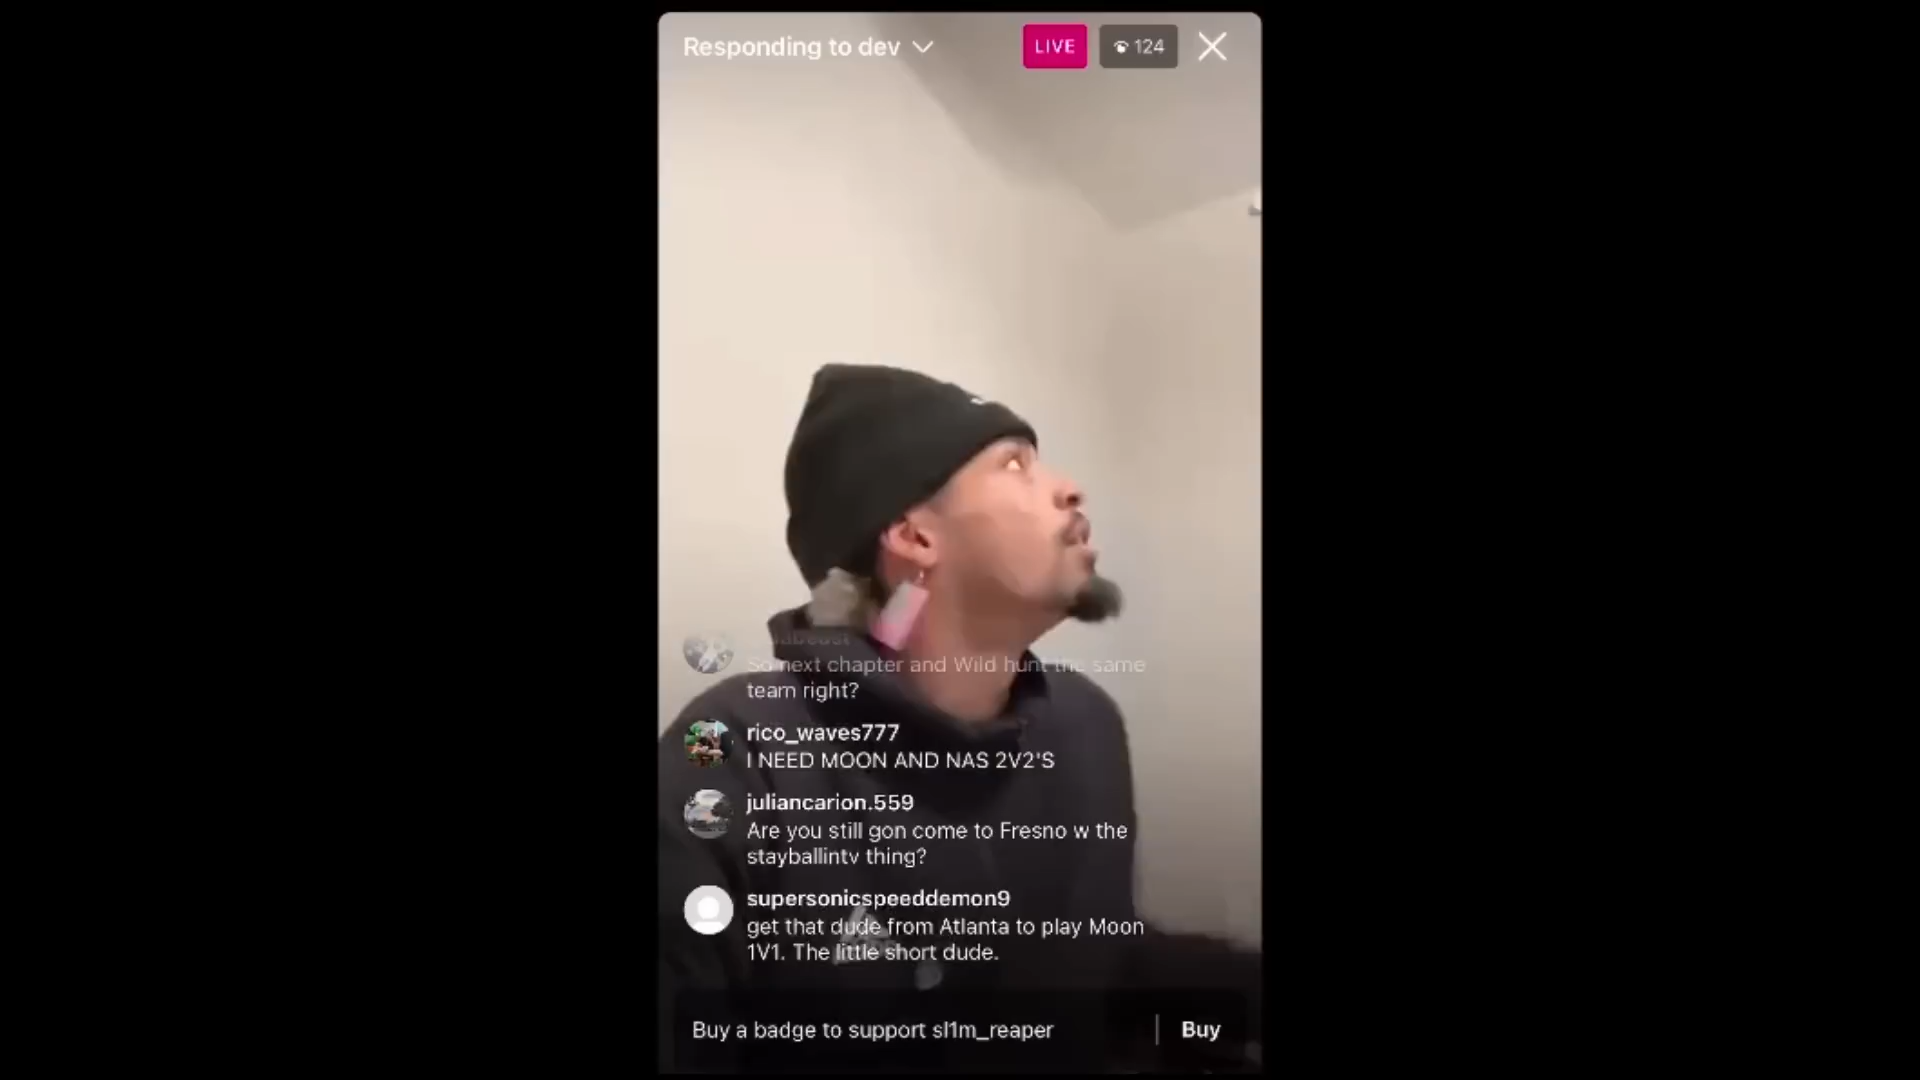 Responding to dev
LIVE
124
So next chapter and Wild hunt the same
team right?
rico_waves777
I NEED MOON AND NAS 2V2'S
juliancarion.559
Are you still gon come to Fresno w the
stayballintv thing?
supersonicspeeddemon9
get that dude from Atlanta to play Moon
1V1. The little short dude.
Buy a badge to support sl1m_reaper
Buy